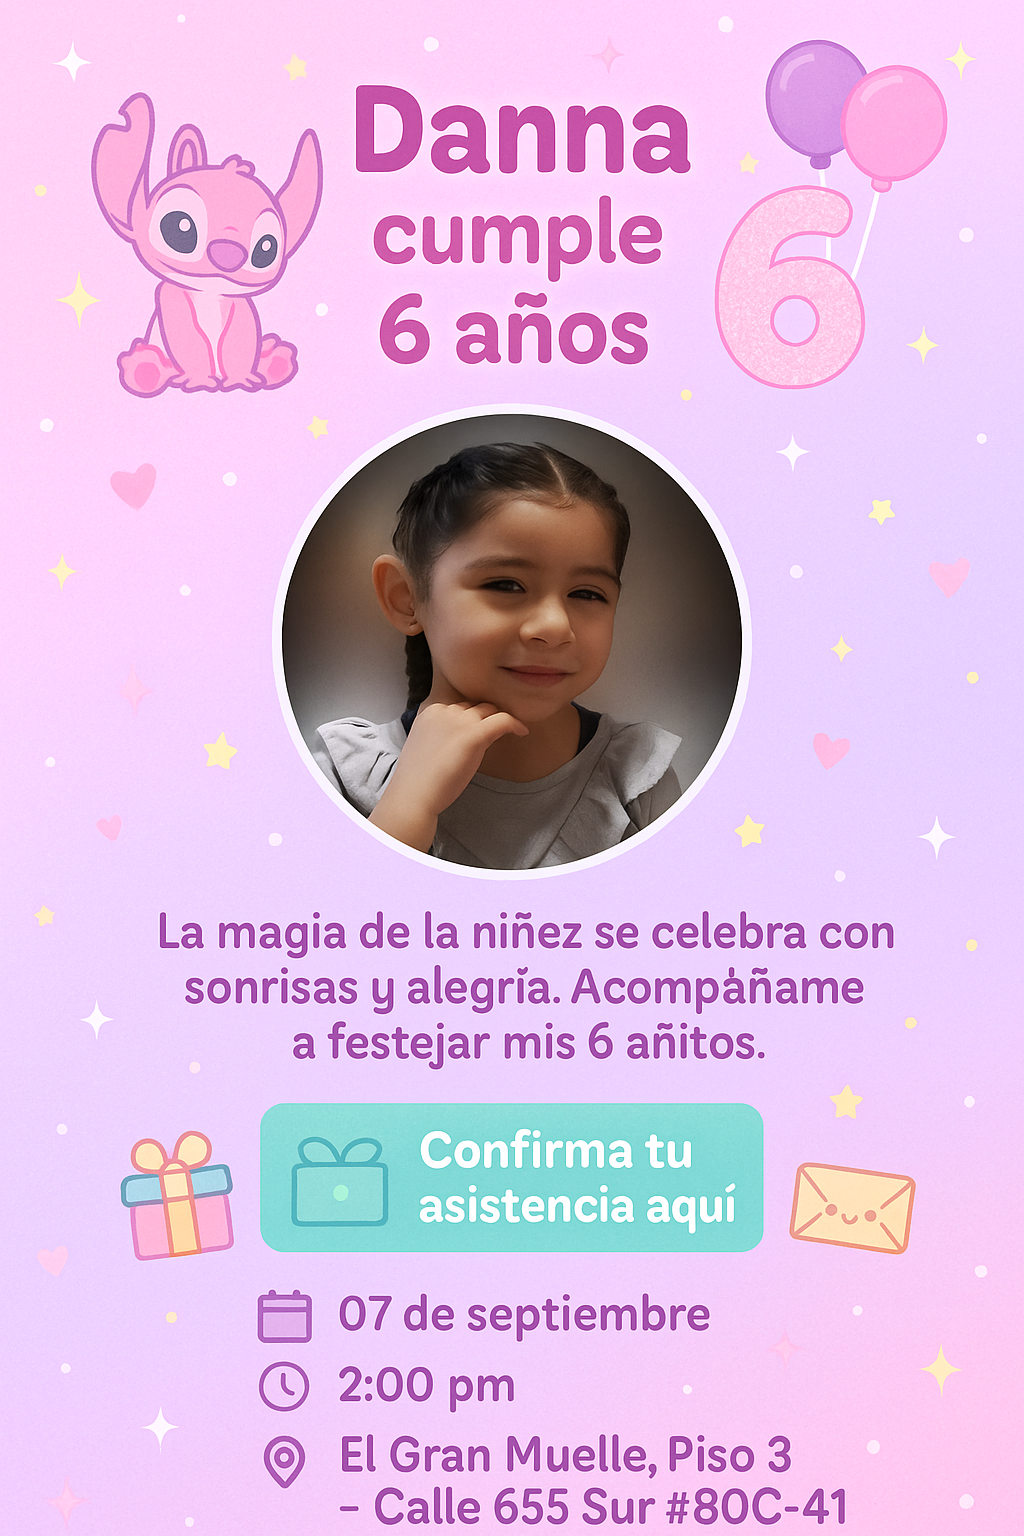 Danna
cumple
6 años
La magia de la niñez se celebra con
sonrisas y alegría. Acompàñame
a festejar mis 6 añitos.
Confirma tu
asistencia aquí
07 de septiembre
2:00 pm
El Gran Muelle, Piso 3
– Calle 655 Sur #80C-41
6